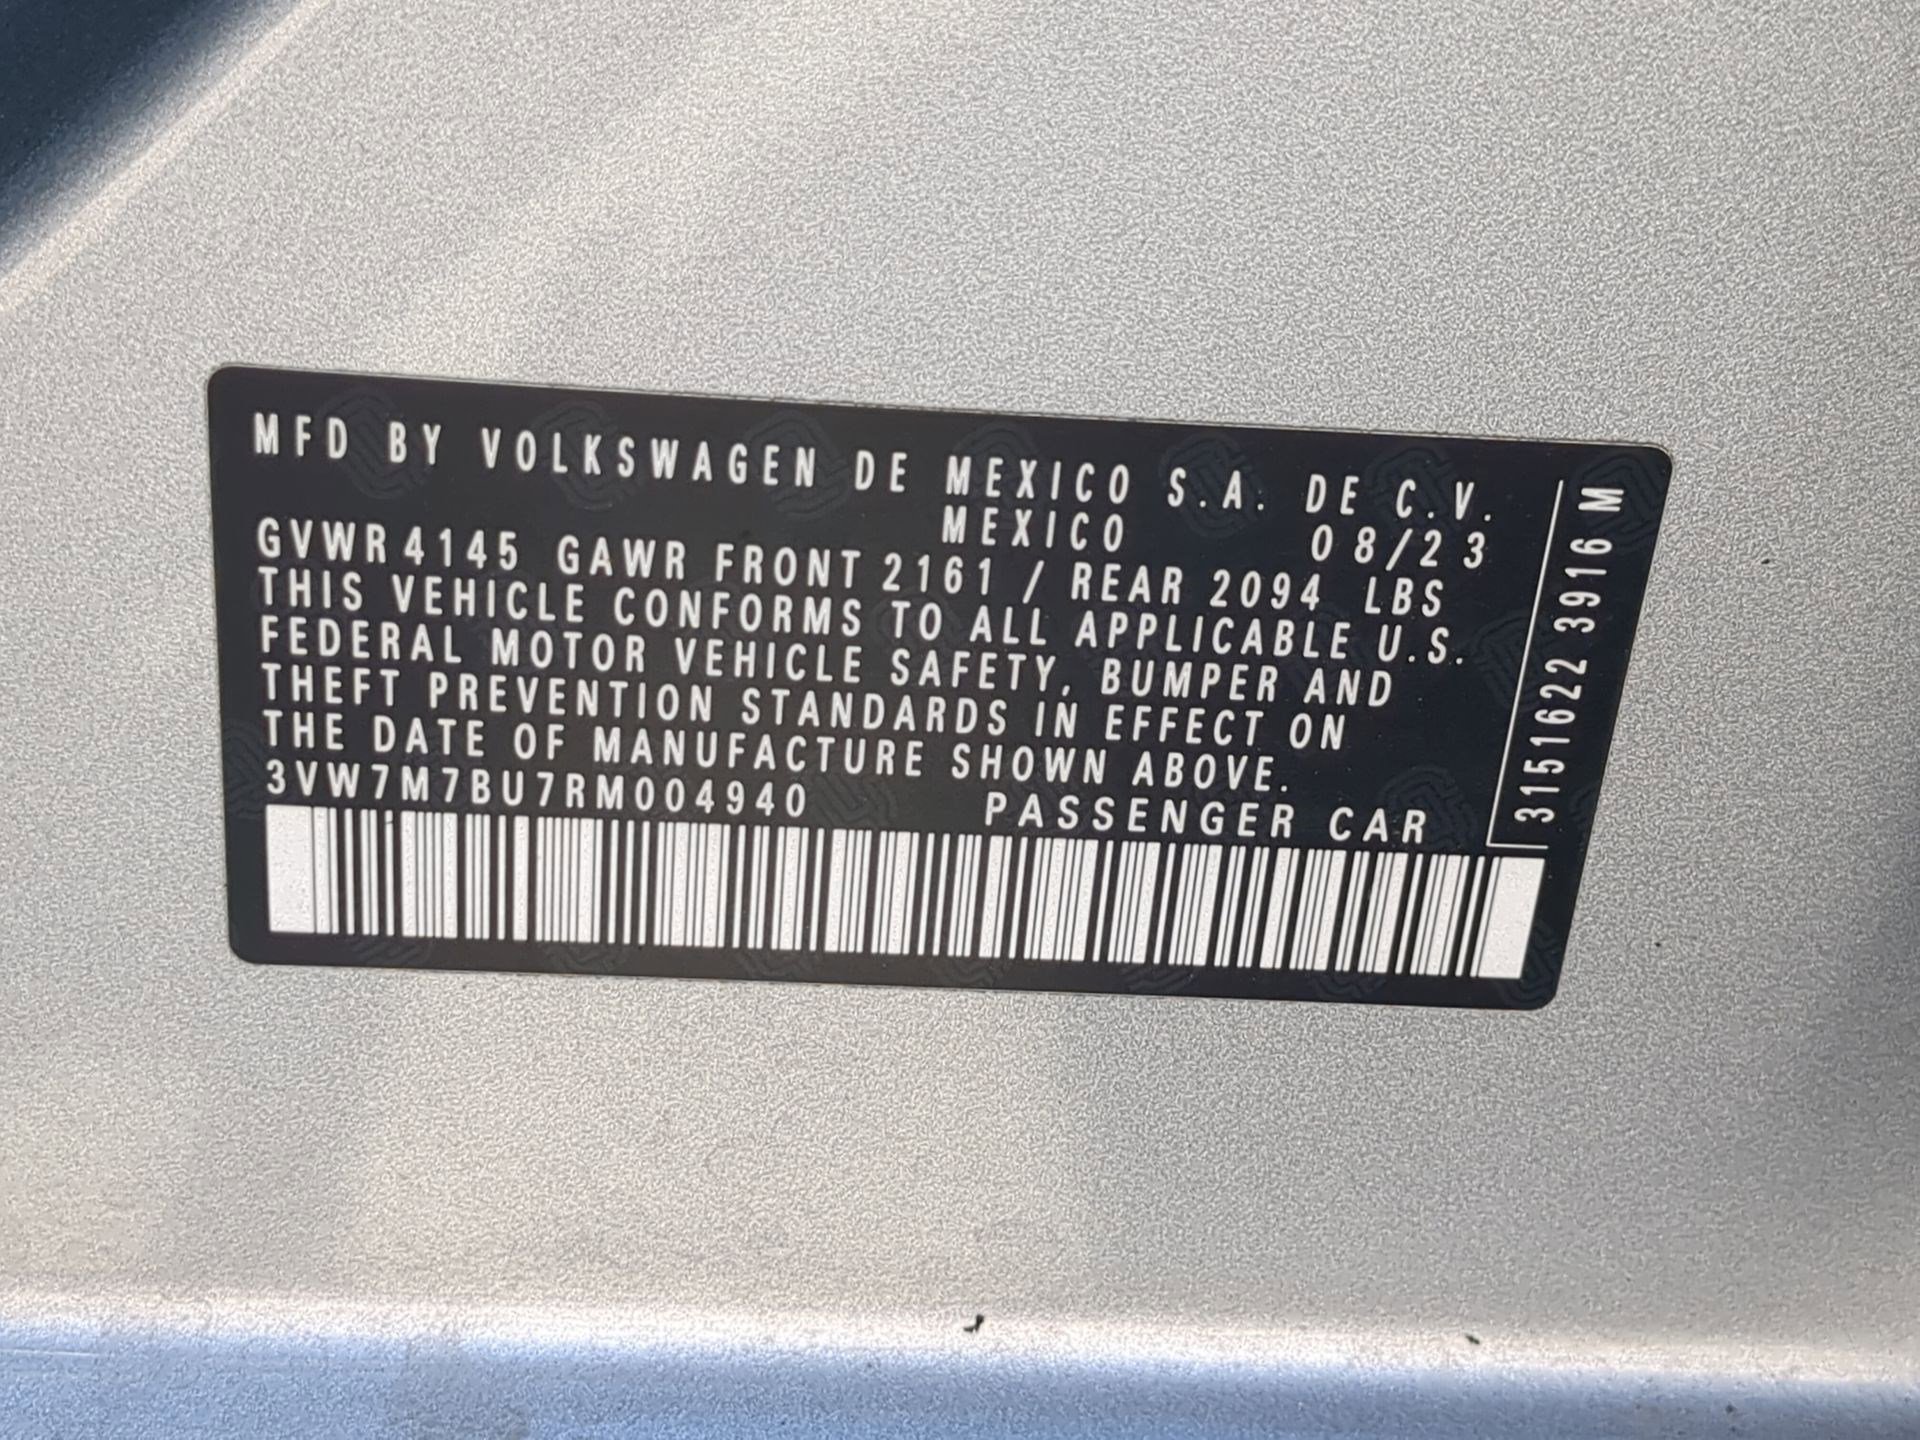 MFD BY VOLKSWAGEN DE MEXICO S.A. DE C.V.
MEXICO 08/23
GVWR 4145 GAWR FRONT 2161 / REAR 2094 LBS
THIS VEHICLE CONFORMS TO ALL APPLICABLE U.S.
FEDERAL MOTOR VEHICLE SAFETY, BUMPER AND
THEFT PREVENTION STANDARDS IN EFFECT ON
THE DATE OF MANUFACTURE SHOWN ABOVE.
3VW7M7BU7RM004940 PASSENGER CAR
3151622 3916 M